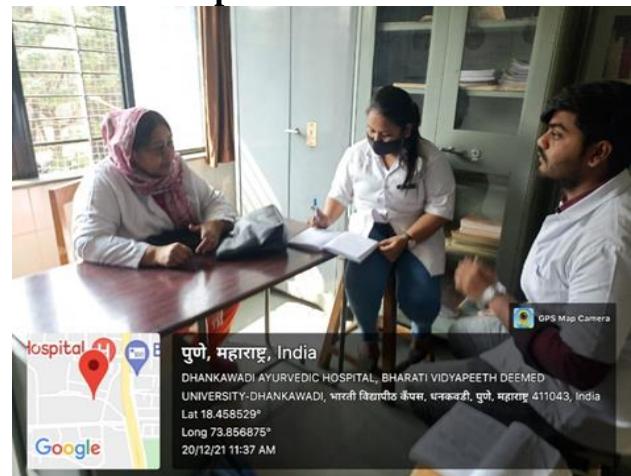 GPS Map Camera
Hospital
Google
पुणे, महाराष्ट्र, India
DHANKAWADI AYURVEDIC HOSPITAL, BHARATI VIDYAPEETH DEEMED
UNIVERSITY-DHANKAWADI, भारती विद्यापीठ कॅंपस, धनकवडी, पुणे, महाराष्ट्र 411043, India
Lat 18.458529°
Long 73.856875°
20/12/21 11:37 AM